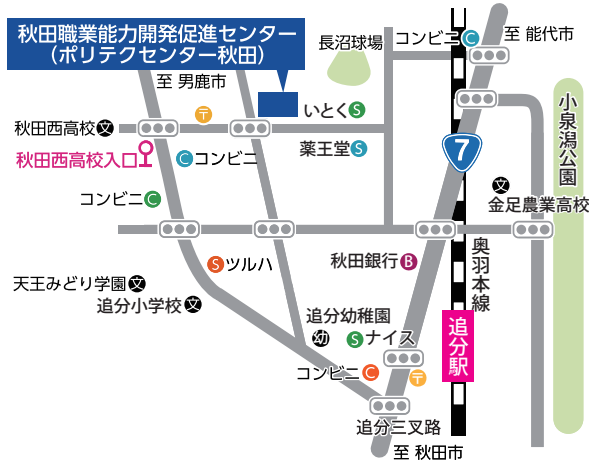 秋田職業能力開発促進センター
(ポリテクセンター秋田)
長沼球場
コンビニ C
至 能代市
至 男鹿市
〒
いとく S
秋田西高校 文
薬王堂 S
7
秋田西高校入口
C コンビニ
小泉潟公園
文
金足農業高校
コンビニ C
奥羽本線
秋田銀行 B
S ツルハ
天王みどり学園 文
追分小学校 文
追分幼稚園
幼
S ナイス
追分駅
コンビニ C
〒
追分三叉路
至 秋田市